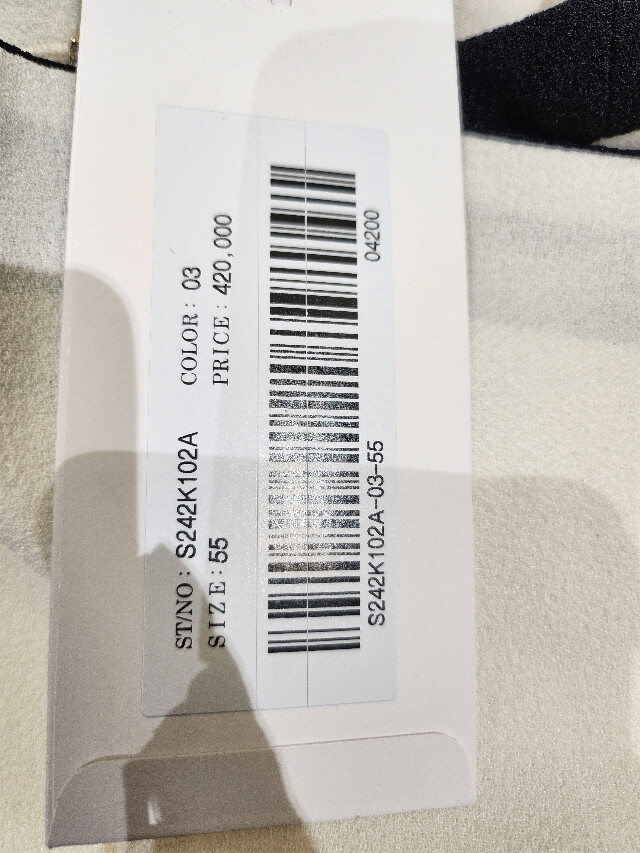 ST/NO : S242K102A COLOR : 03
SIZE : 55 PRICE : 420,000
S242K102A-03-55 04200